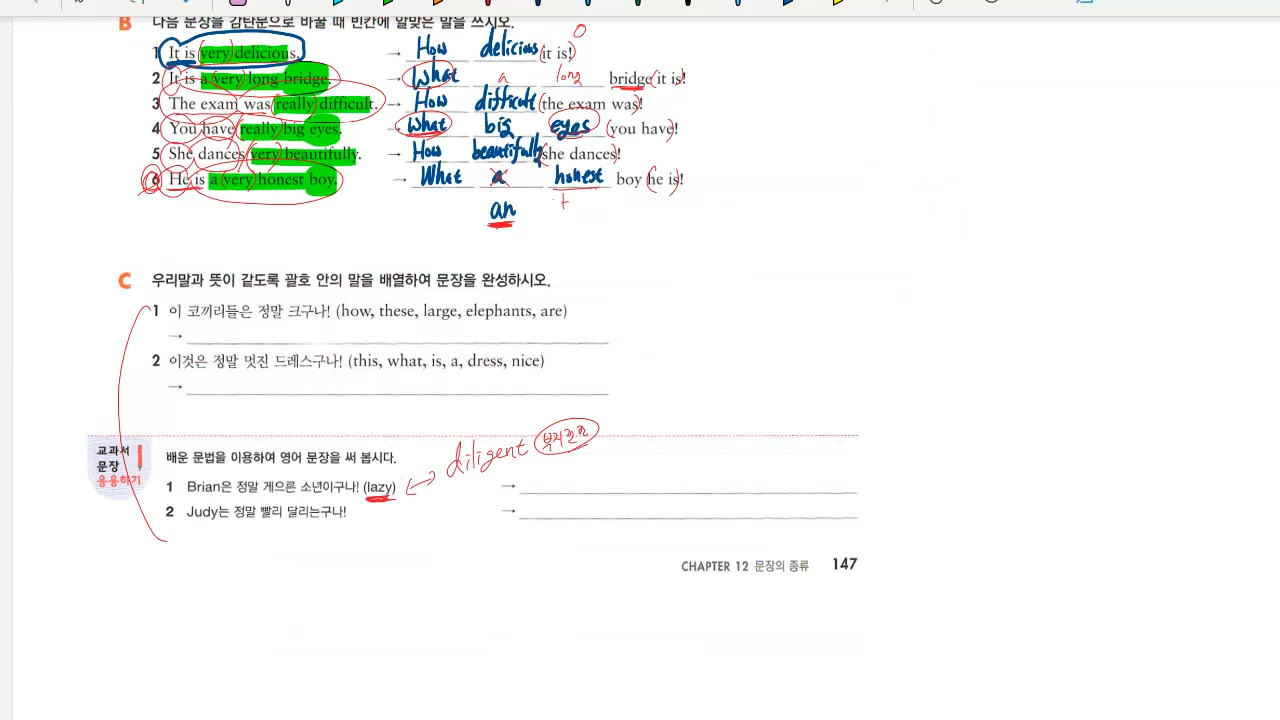 B 다음 문장을 감탄문으로 바꿀 때 빈칸에 알맞은 말을 쓰시오.
1 It is very delicious. → How delicious it is!
2 It is a very long bridge. → What a long bridge it is!
3 The exam was really difficult. → How difficult the exam was!
4 You have really big eyes. → What big eyes you have!
5 She dances very beautifully. → How beautifully she dances!
6 He is a very honest boy. → What a honest boy he is!
an
C 우리말과 뜻이 같도록 괄호 안의 말을 배열하여 문장을 완성하시오.
1 이 코끼리들은 정말 크구나! (how, these, large, elephants, are)
→
2 이것은 정말 멋진 드레스구나! (this, what, is, a, dress, nice)
→
diligent 부지런한
교과서
문장
응용하기
배운 문법을 이용하여 영어 문장을 써 봅시다.
1 Brian은 정말 게으른 소년이구나! (lazy) →
2 Judy는 정말 빨리 달리는구나! →
CHAPTER 12 문장의 종류 147